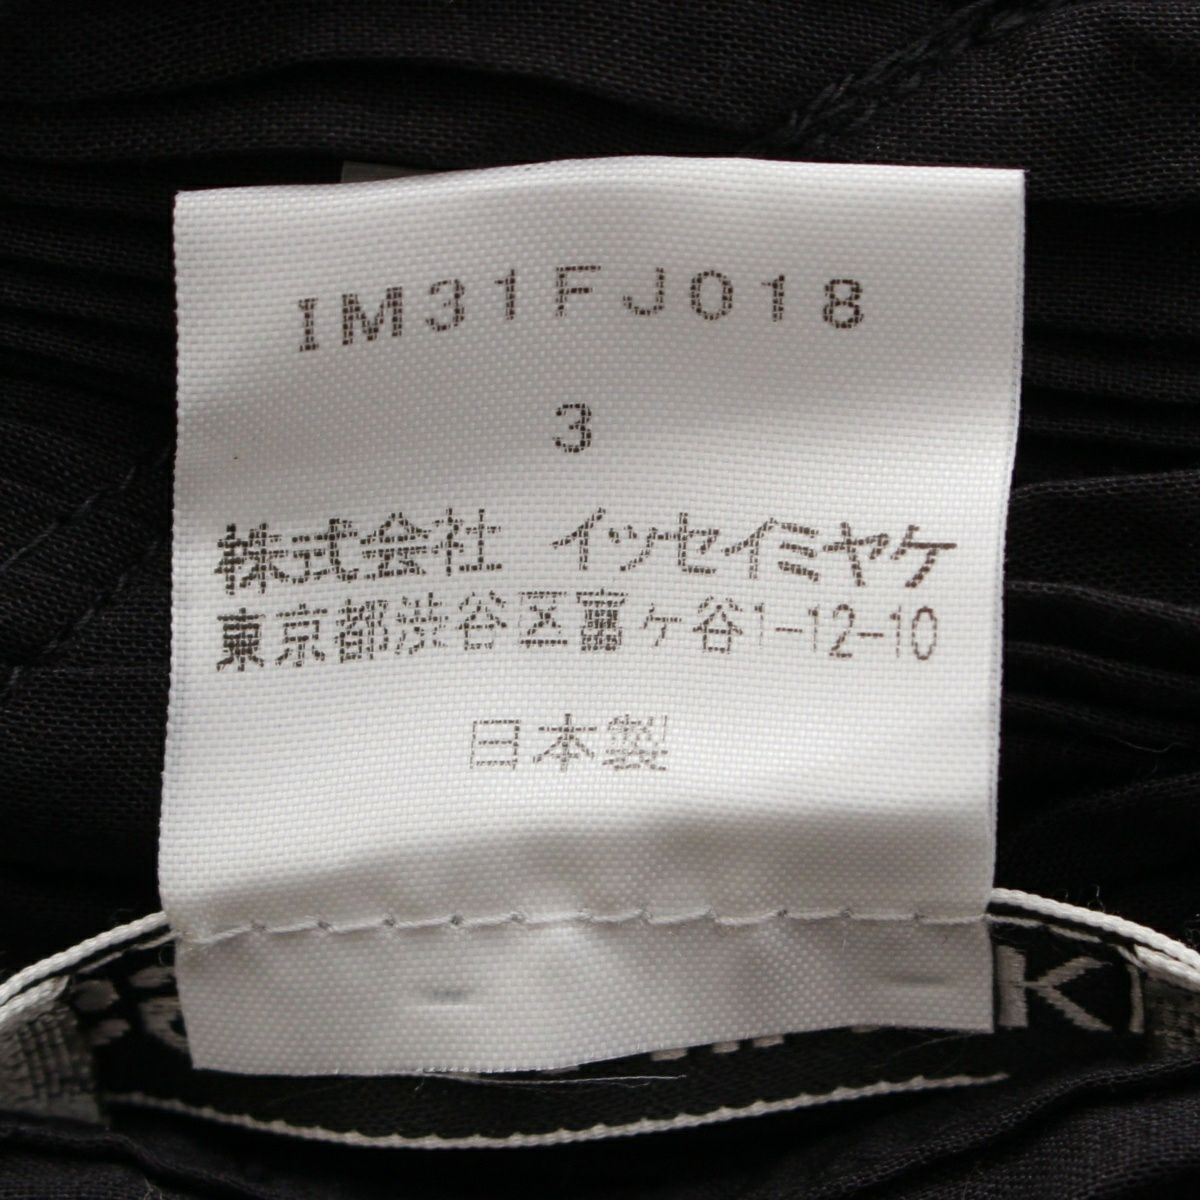 IM31FJ018
3
株式会社 イッセイミヤケ
東京都渋谷区富ヶ谷1-12-10
日本製